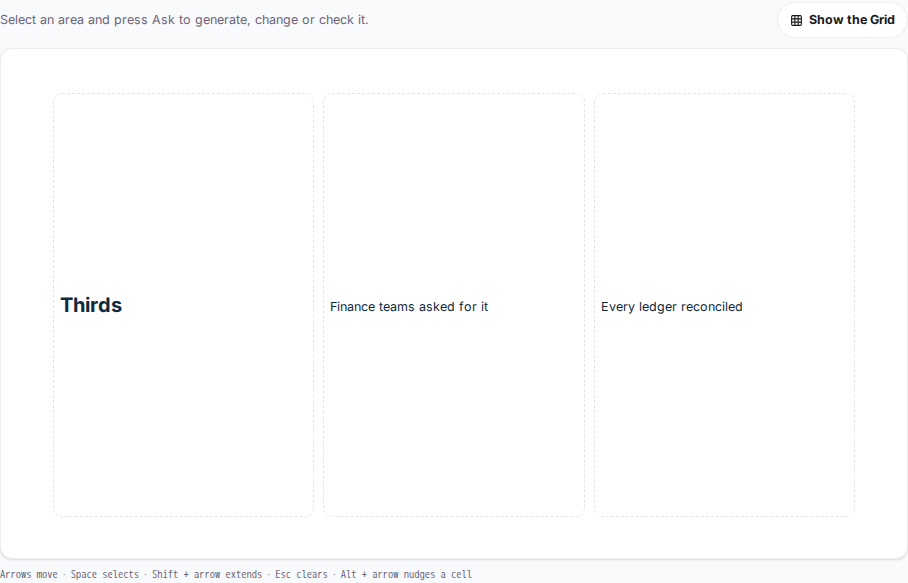 Select an area and press Ask to generate, change or check it.
Show the Grid
Thirds
Finance teams asked for it
Every ledger reconciled
Arrows move · Space selects · Shift + arrow extends · Esc clears · Alt + arrow nudges a cell